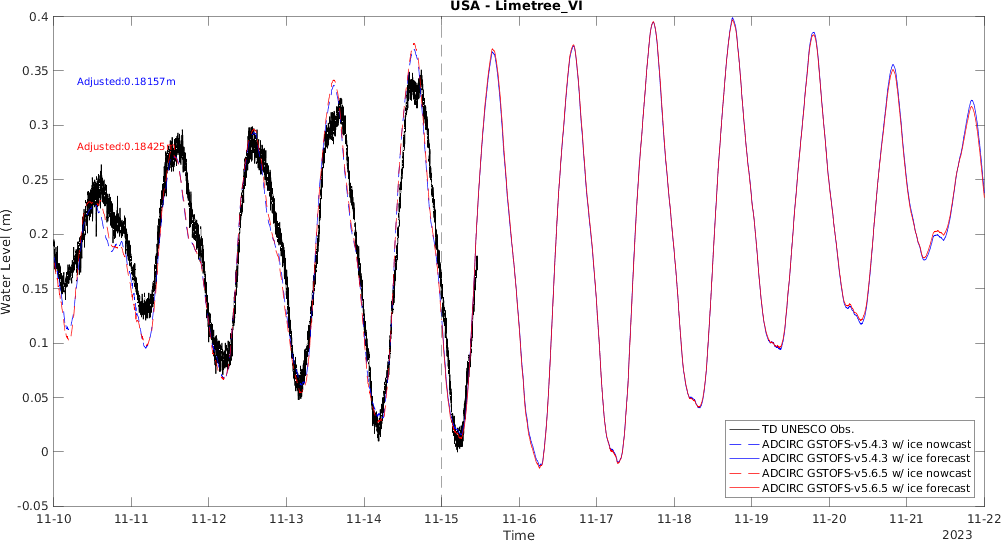 USA - Limetree_VI
0.4
0.35
0.3
0.25
0.2
0.15
0.1
0.05
0
-0.05
Water Level (m)
Adjusted:0.18157m
Adjusted:0.18425
TD UNESCO Obs.
ADCIRC GSTOFS-v5.4.3 w/ ice nowcast
ADCIRC GSTOFS-v5.4.3 w/ ice forecast
ADCIRC GSTOFS-v5.6.5 w/ ice nowcast
ADCIRC GSTOFS-v5.6.5 w/ ice forecast
11-10 11-11 11-12 11-13 11-14 11-15 11-16 11-17 11-18 11-19 11-20 11-21 11-22
Time
2023